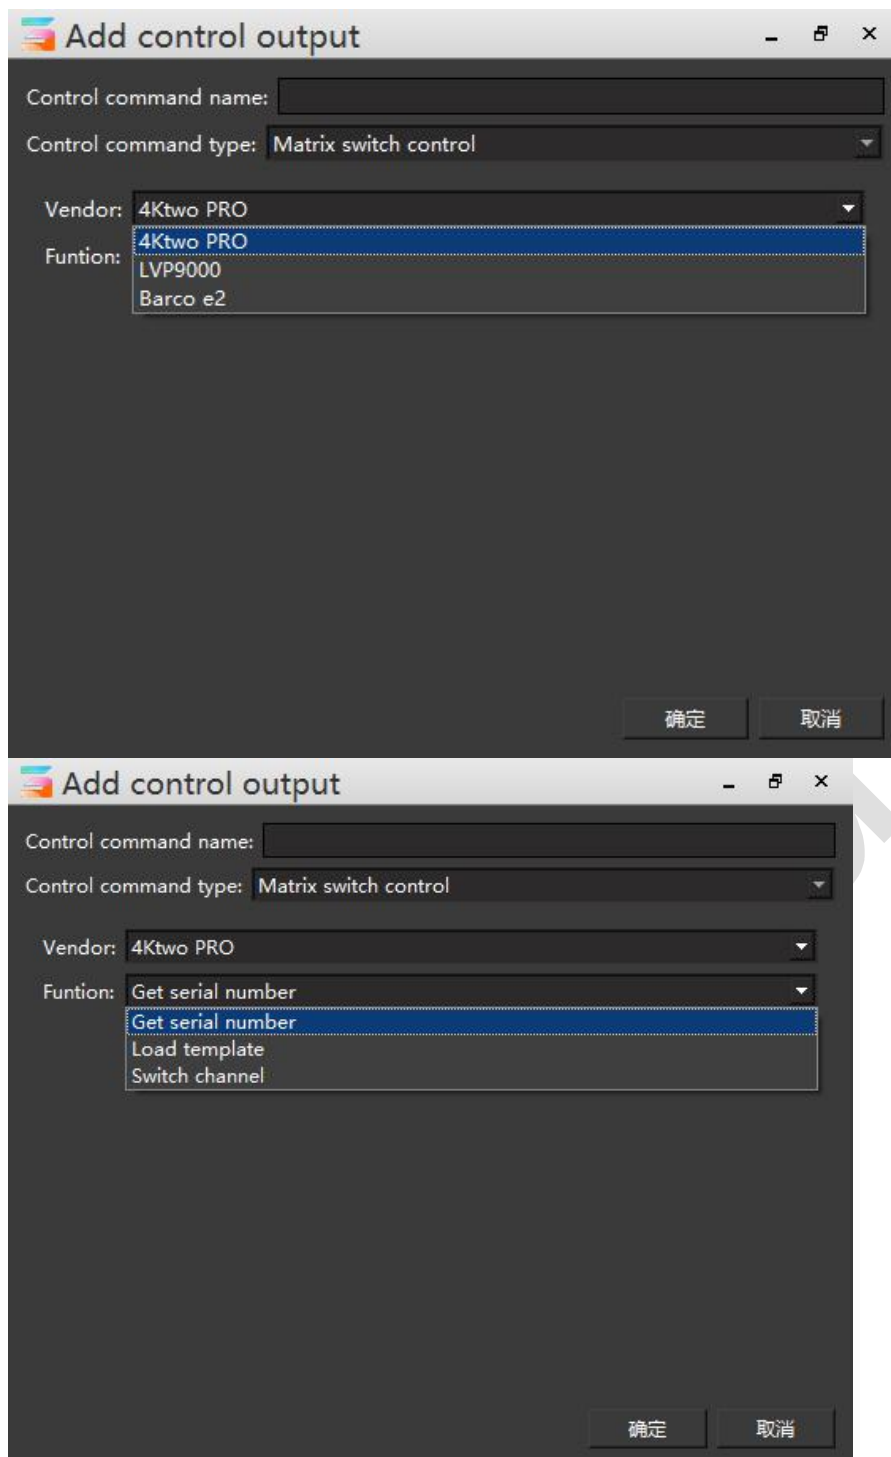 Add control output
Control command name:
Control command type: Matrix switch control
Vendor: 4Ktwo PRO
4Ktwo PRO
Funtion:
LVP9000
Barco e2
确定 取消
Add control output
Control command name:
Control command type: Matrix switch control
Vendor: 4Ktwo PRO
Funtion: Get serial number
Get serial number
Load template
Switch channel
确定 取消